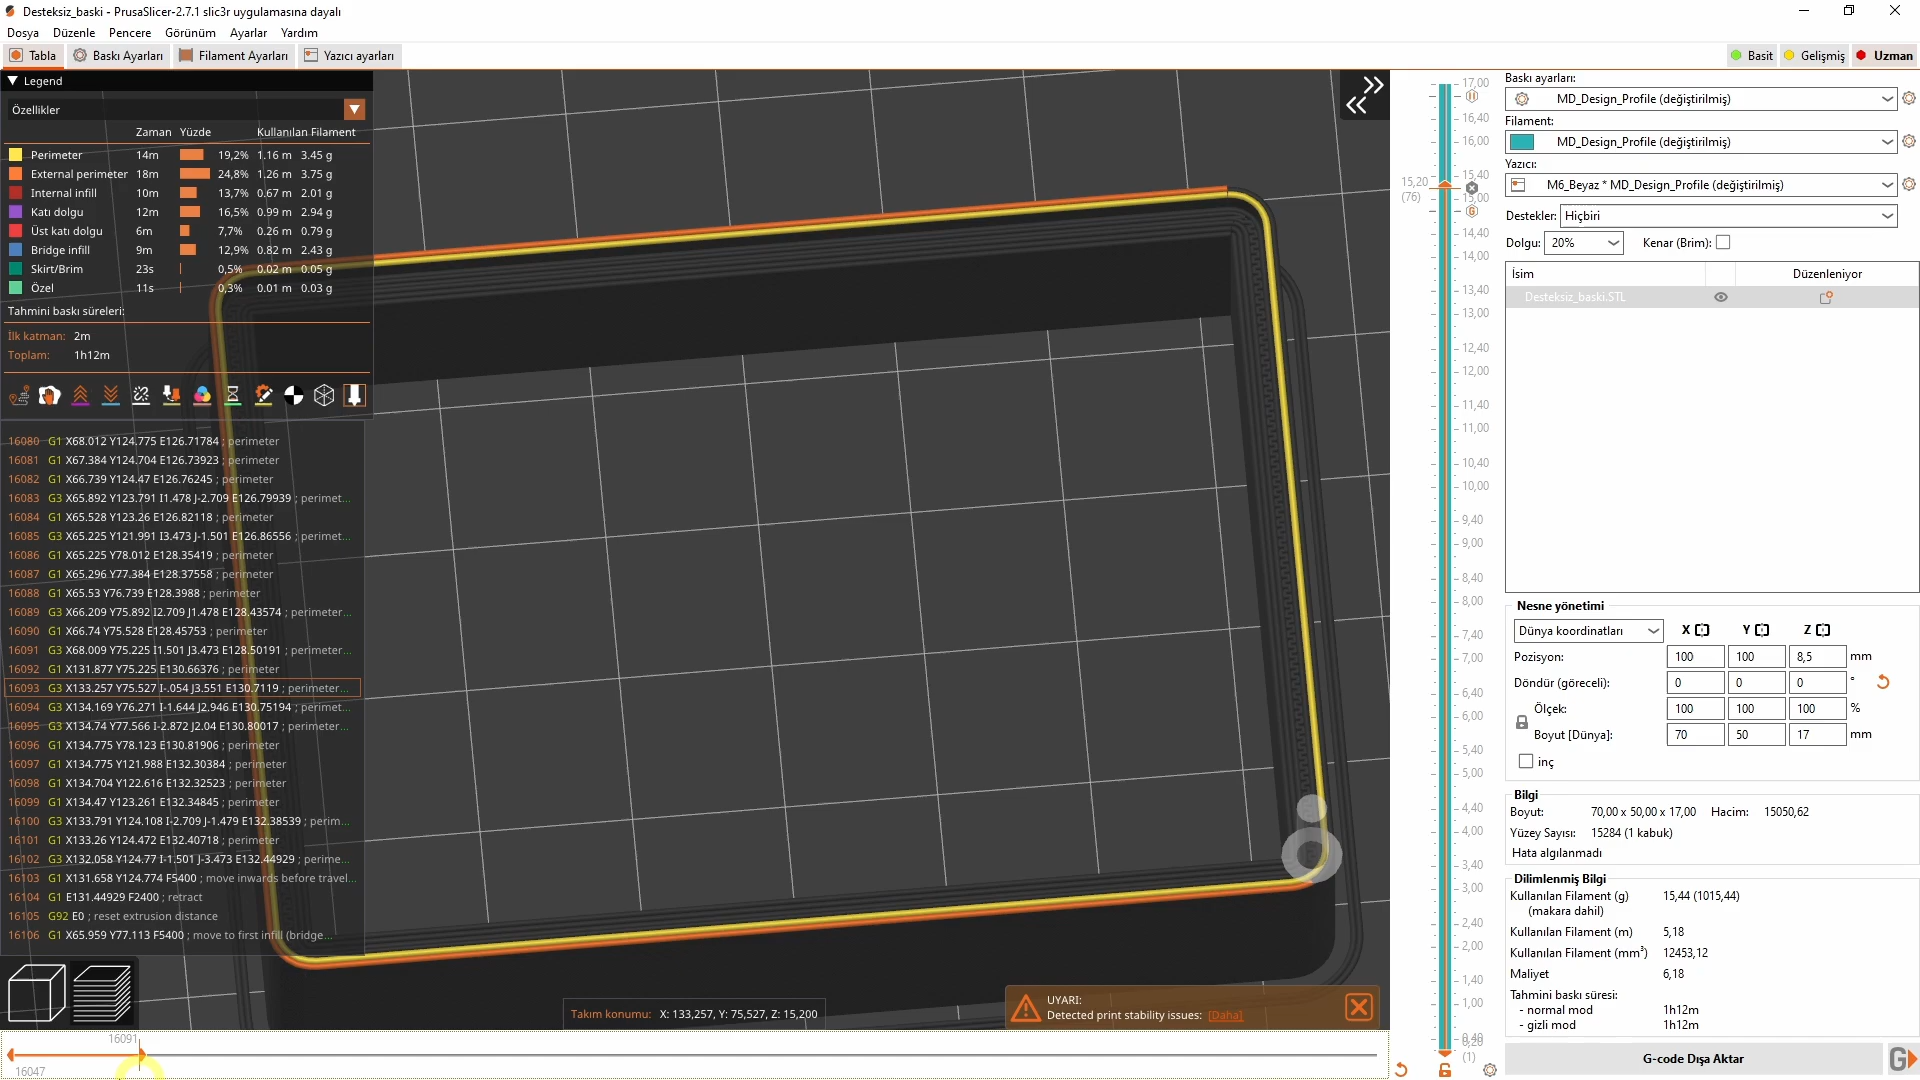 Desteksiz_baski - PrusaSlicer-2.7.1 slic3r uygulamasına dayalı
Dosya Düzenle Pencere Görünüm Ayarlar Yardım
Tabla Baskı Ayarları Filament Ayarları Yazıcı ayarları Basit Gelişmiş Uzman
Legend
Özellikler
Zaman Yüzde Kullanılan Filament
Perimeter 14m 19,2% 1.16 m 3.45 g
External perimeter 18m 24,8% 1.26 m 3.75 g
Internal infill 10m 13,7% 0.67 m 2.01 g
Katı dolgu 12m 16,5% 0.99 m 2.94 g
Üst katı dolgu 6m 7,7% 0.26 m 0.79 g
Bridge infill 9m 12,9% 0.82 m 2.43 g
Skirt/Brim 23s 0,5% 0.02 m 0.05 g
Özel 11s 0,3% 0.01 m 0.03 g
Tahmini baskı süreleri:
İlk katman: 2m
Toplam: 1h12m
16080 G1 X68.012 Y124.775 E126.71784 ; perimeter
16081 G1 X67.384 Y124.704 E126.73923 ; perimeter
16082 G1 X66.739 Y124.47 E126.76245 ; perimeter
16083 G3 X65.892 Y123.791 I1.478 J-2.709 E126.79939 ; perimet...
16084 G1 X65.528 Y123.26 E126.82118 ; perimeter
16085 G3 X65.225 Y121.991 I3.473 J-1.501 E126.86556 ; perimet...
16086 G1 X65.225 Y78.012 E128.35419 ; perimeter
16087 G1 X65.296 Y77.384 E128.37558 ; perimeter
16088 G1 X65.53 Y76.739 E128.3988 ; perimeter
16089 G3 X66.209 Y75.892 I2.709 J1.478 E128.43574 ; perimeter...
16090 G1 X66.74 Y75.528 E128.45753 ; perimeter
16091 G3 X68.009 Y75.225 I1.501 J3.473 E128.50191 ; perimeter...
16092 G1 X131.877 Y75.225 E130.66376 ; perimeter
16093 G3 X133.257 Y75.527 I-.054 J3.551 E130.7119 ; perimeter...
16094 G3 X134.169 Y76.271 I-1.644 J2.946 E130.75194 ; perimet...
16095 G3 X134.74 Y77.566 I-2.872 J2.04 E130.80017 ; perimeter...
16096 G1 X134.775 Y78.123 E130.81906 ; perimeter
16097 G1 X134.775 Y121.988 E132.30384 ; perimeter
16098 G1 X134.704 Y122.616 E132.32523 ; perimeter
16099 G1 X134.47 Y123.261 E132.34845 ; perimeter
16100 G3 X133.791 Y124.108 I-2.709 J-1.479 E132.38539 ; perim...
16101 G1 X133.26 Y124.472 E132.40718 ; perimeter
16102 G3 X132.058 Y124.77 I-1.501 J-3.473 E132.44929 ; perime...
16103 G1 X131.658 Y124.774 F5400 ; move inwards before travel...
16104 G1 E131.44929 F2400 ; retract
16105 G92 E0 ; reset extrusion distance
16106 G1 X65.959 Y77.113 F5400 ; move to first infill (bridge...
Takım konumu: X: 133,257, Y: 75,527, Z: 15,200
UYARI:
Detected print stability issues: [Daha]
16091
16047
17,00
16,40
16,00
15,40
15,20
(76)
15,00
14,40
14,00
13,40
13,00
12,40
12,00
11,40
11,00
10,40
10,00
9,40
9,00
8,40
8,00
7,40
7,00
6,40
6,00
5,40
5,00
4,40
4,00
3,40
3,00
2,40
2,00
1,40
1,00
(1)
Baskı ayarları:
MD_Design_Profile (değiştirilmiş)
Filament:
MD_Design_Profile (değiştirilmiş)
Yazıcı:
M6_Beyaz * MD_Design_Profile (değiştirilmiş)
Destekler: Hiçbiri
Dolgu: 20% Kenar (Brim):
İsim Düzenleniyor
Desteksiz_baski.STL
Nesne yönetimi
Dünya koordinatları X Y Z
Pozisyon: 100 100 8,5 mm
Döndür (göreceli): 0 0 0 °
Ölçek: 100 100 100 %
Boyut [Dünya]: 70 50 17 mm
inç
Bilgi
Boyut: 70,00 x 50,00 x 17,00 Hacim: 15050,62
Yüzey Sayısı: 15284 (1 kabuk)
Hata algılanmadı
Dilimlenmiş Bilgi
Kullanılan Filament (g) 15,44 (1015,44)
(makara dahil)
Kullanılan Filament (m) 5,18
Kullanılan Filament (mm³) 12453,12
Maliyet 6,18
Tahmini baskı süresi:
- normal mod 1h12m
- gizli mod 1h12m
G-code Dışa Aktar